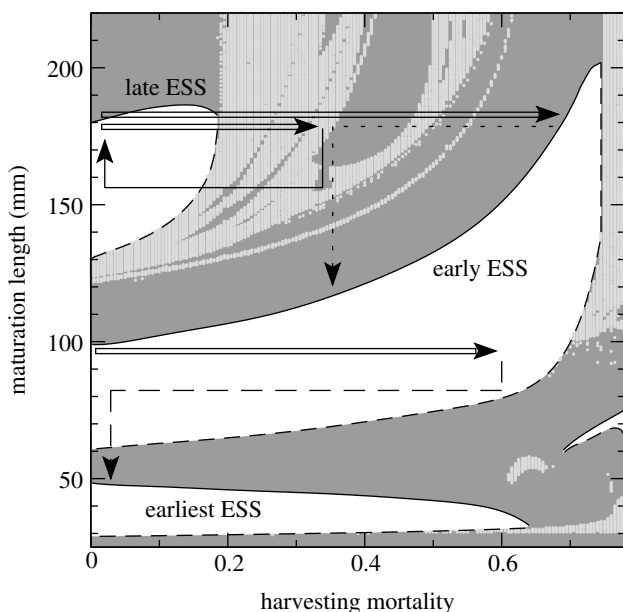 200
late ESS
150
maturation length (mm)
early ESS
100
50
earliest ESS
0 0.2 0.4 0.6
harvesting mortality